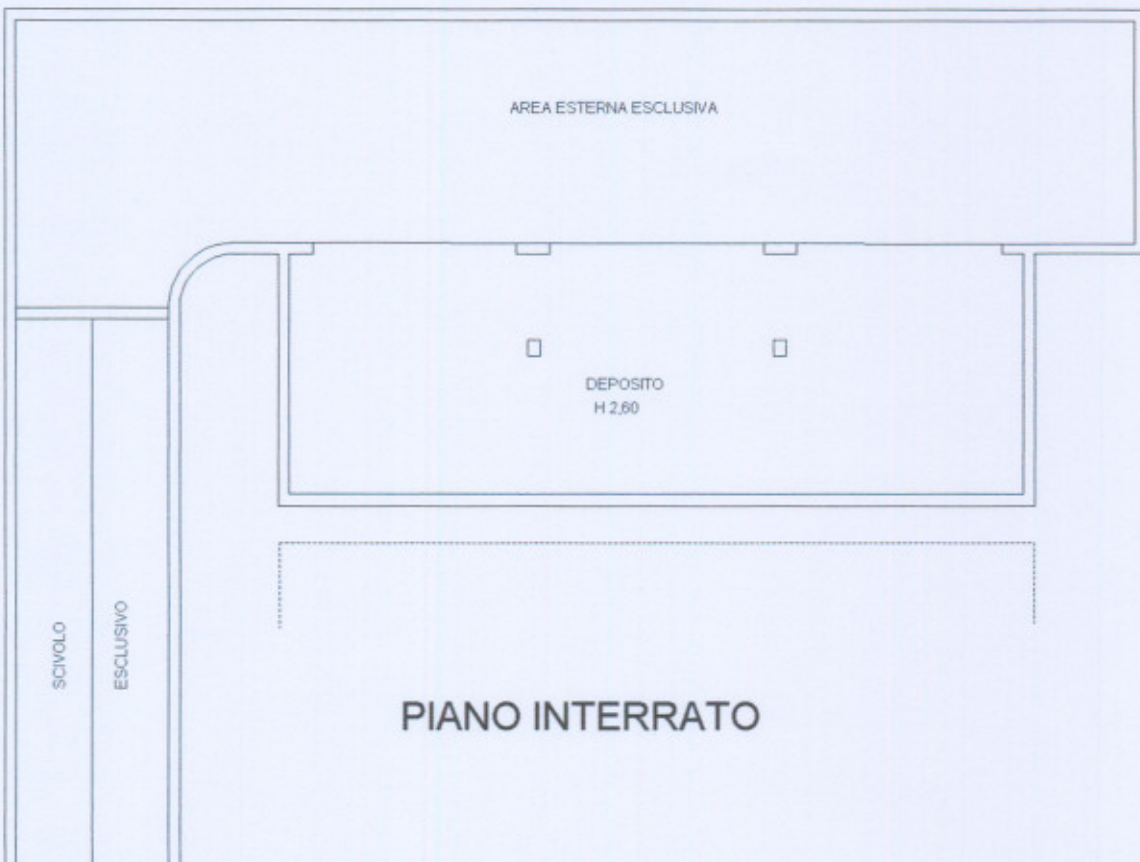 AREA ESTERNA ESCLUSIVA
DEPOSITO
H 2,60
SCIVOLO
ESCLUSIVO
PIANO INTERRATO